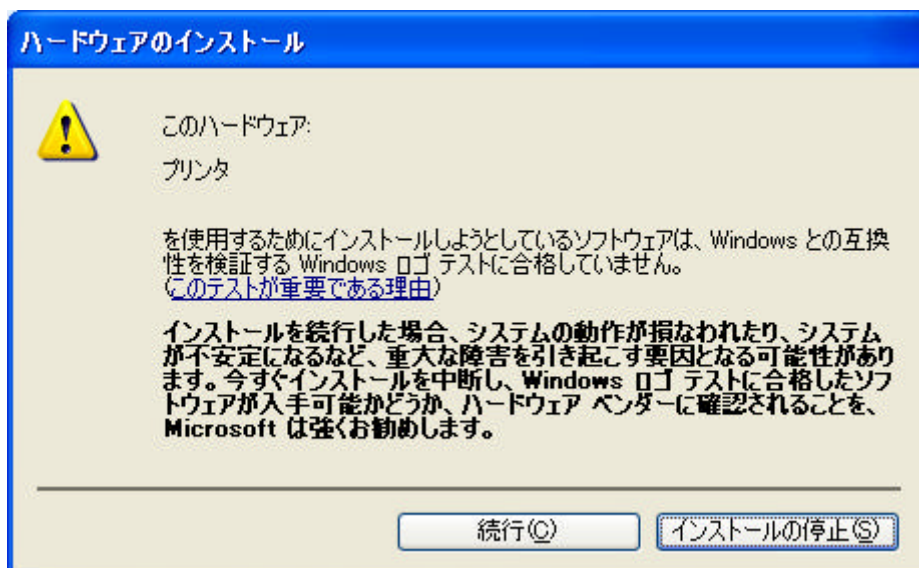 ハードウェアのインストール
このハードウェア:
プリンタ
を使用するためにインストールしようとしているソフトウェアは、Windows との互換
性を検証する Windows ロゴ テストに合格していません。
(このテストが重要である理由)
インストールを続行した場合、システムの動作が損なわれたり、システム
が不安定になるなど、重大な障害を引き起こす要因となる可能性があり
ます。今すぐインストールを中断し、Windows ロゴ テストに合格したソフ
トウェアが入手可能かどうか、ハードウェア ベンダーに確認されることを、
Microsoft は強くお勧めします。
続行(C) インストールの停止(S)